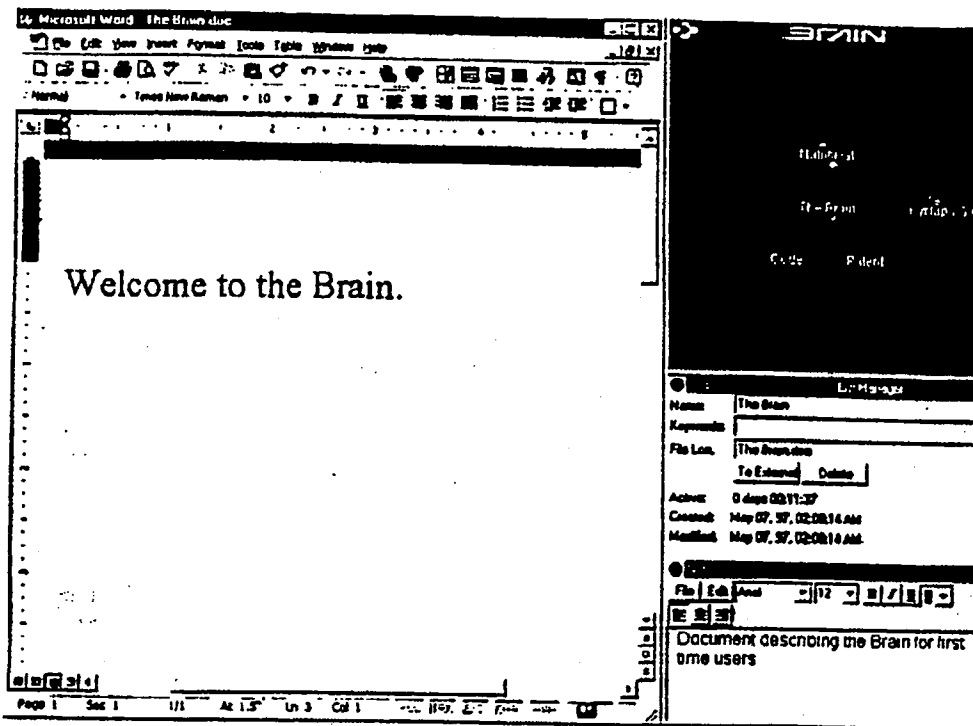 Microsoft Word The Brain.doc
File Edit View Insert Format Tools Table Window Help
Normal Times New Roman 10 B I U
Welcome to the Brain.
Page 1 Sec 1 1/1 At 1.5" Ln 3 Col 1
BRAIN
Code Patent
Name: The Brain
Keywords:
File Loc. The Brain.doc
To External Delete
Active: 0 days 00:11:37
Created: May 07, 97, 02:08:14 AM
Modified: May 07, 97, 02:08:14 AM
File Edit Arial 12 B I U
Document describing the Brain for first
time users